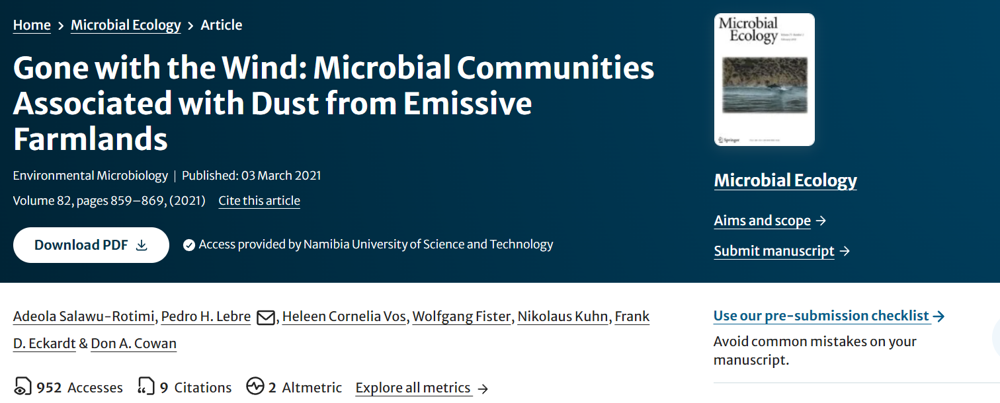 Home > Microbial Ecology > Article
Gone with the Wind: Microbial Communities
Associated with Dust from Emissive
Farmlands
Environmental Microbiology | Published: 03 March 2021
Volume 82, pages 859–869, (2021) Cite this article
Download PDF
Access provided by Namibia University of Science and Technology
Microbial
Ecology
Springer
Microbial Ecology
Aims and scope →
Submit manuscript →
Adeola Salawu-Rotimi, Pedro H. Lebre, Heleen Cornelia Vos, Wolfgang Fister, Nikolaus Kuhn, Frank
D. Eckardt & Don A. Cowan
952 Accesses 9 Citations 2 Altmetric Explore all metrics →
Use our pre-submission checklist →
Avoid common mistakes on your
manuscript.